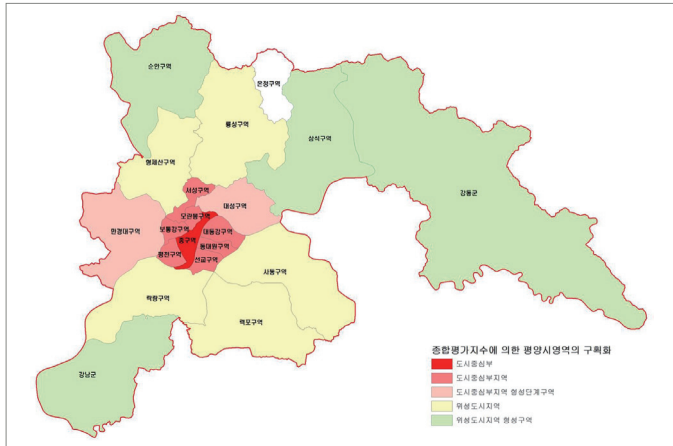 순안구역
은정구역
룡성구역
삼석구역
형제산구역
강동군
서성구역
대성구역
모란봉구역
만경대구역
보통강구역
대동강구역
중구역
동대원구역
평천구역
선교구역
사동구역
락랑구역
력포구역
강남군
종합평가지수에 의한 평양시영역의 구획화
도시중심부
도시중심부지역
도시중심부지역 형성단계구역
위성도시지역
위성도시지역 형성구역